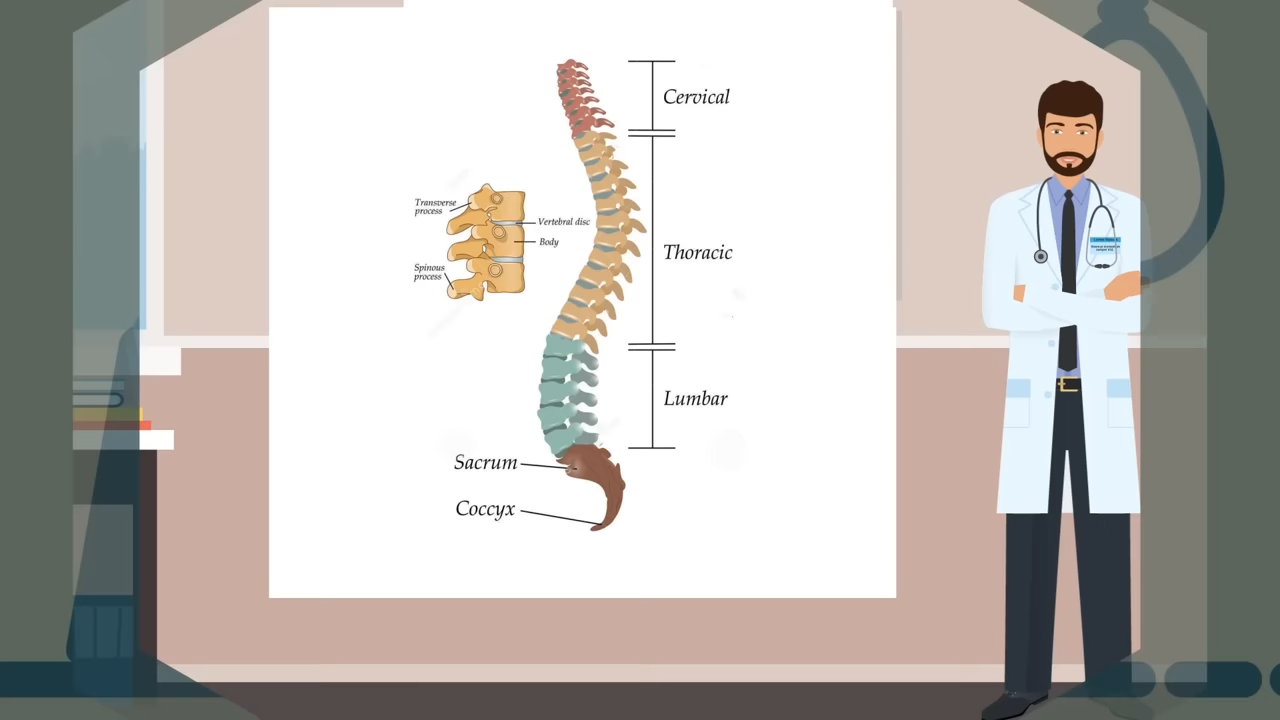 Cervical
Transverse
process
Vertebral disc
Body
Thoracic
Spinous
process
Lumbar
Sacrum
Coccyx